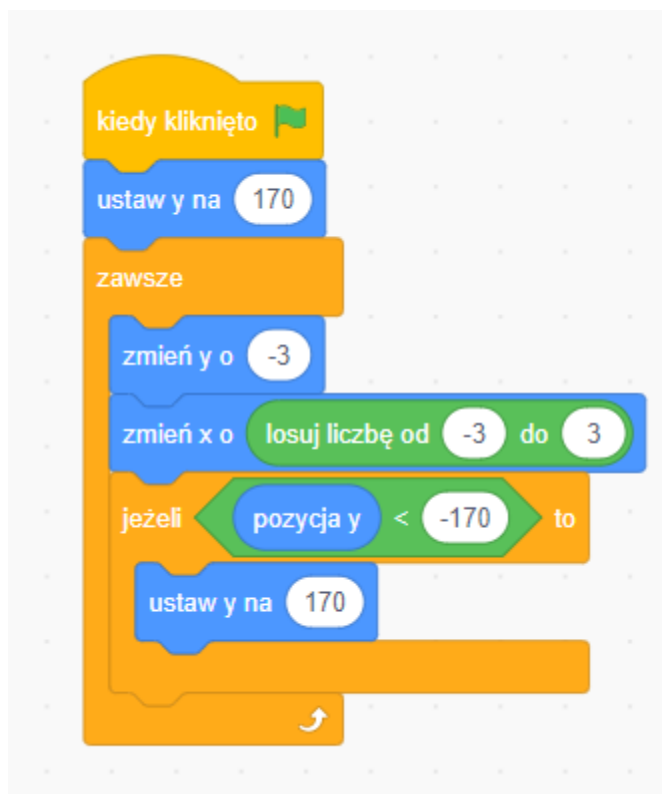 kiedy kliknięto
ustaw y na 170
zawsze
zmień y o -3
zmień x o losuj liczbę od -3 do 3
jeżeli pozycja y < -170 to
ustaw y na 170